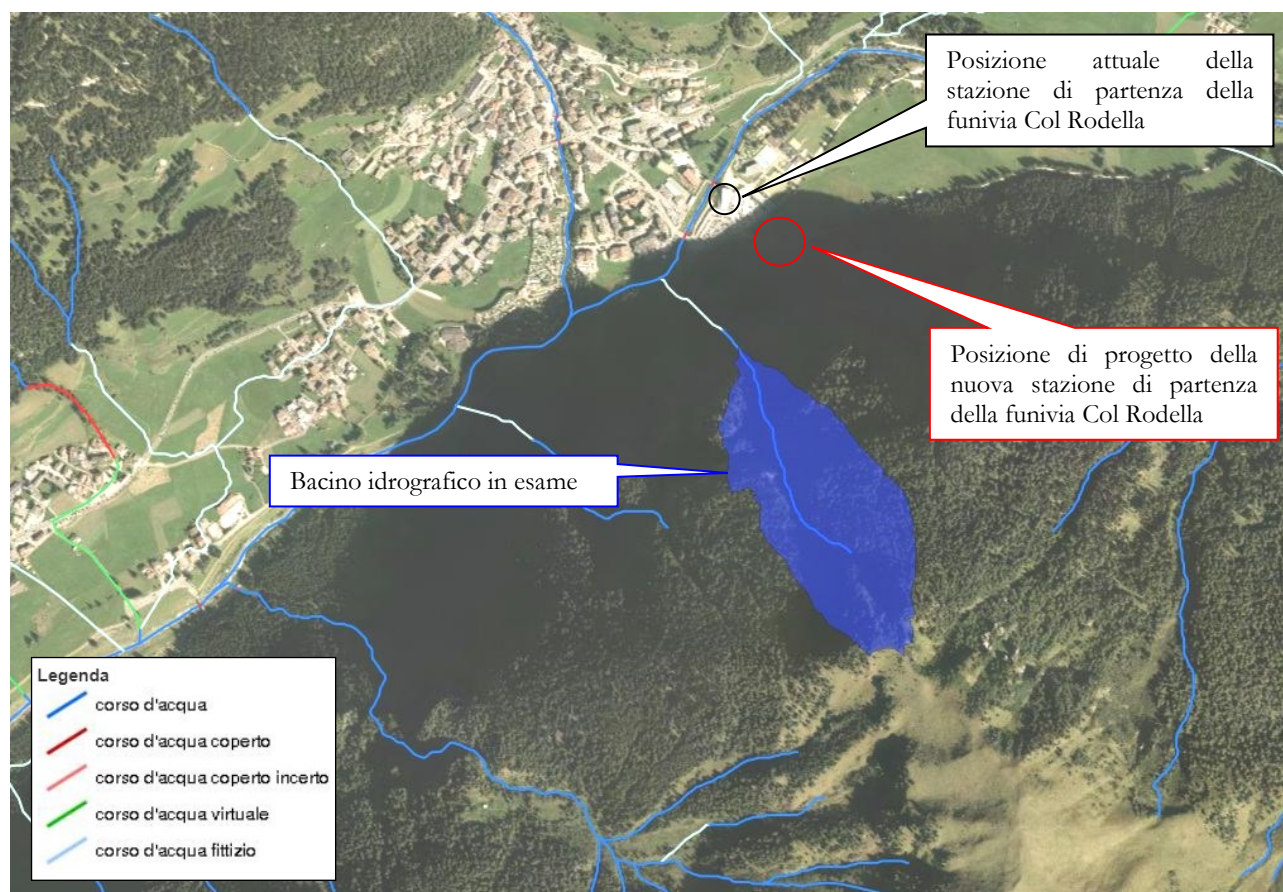 Posizione attuale della
stazione di partenza della
funivia Col Rodella
Posizione di progetto della
nuova stazione di partenza
della funivia Col Rodella
Bacino idrografico in esame
Legenda
corso d'acqua
corso d'acqua coperto
corso d'acqua coperto incerto
corso d'acqua virtuale
corso d'acqua fittizio